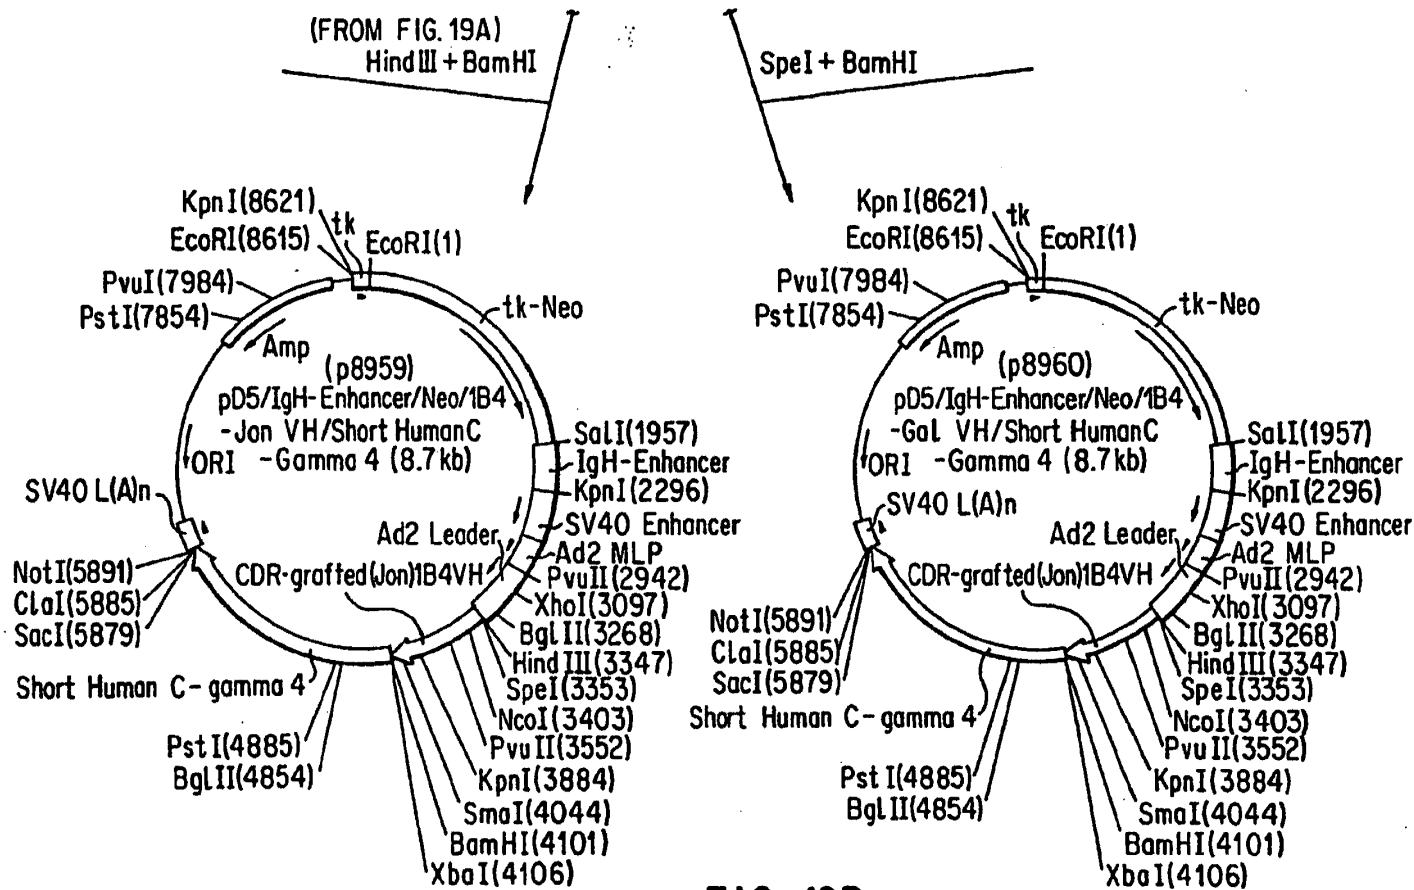 (FROM FIG. 19A)
HindIII + BamHI
SpeI + BamHI
KpnI(8621)
tk
EcoRI(8615)
EcoRI(1)
PvuI(7984)
PstI(7854)
tk-Neo
Amp
(p8959)
pD5/IgH-Enhancer/Neo/1B4
-Jon VH/Short HumanC
-Gamma 4 (8.7kb)
ORI
SalI(1957)
IgH-Enhancer
KpnI(2296)
SV40 L(A)n
SV40 Enhancer
Ad2 Leader
Ad2 MLP
PvuII(2942)
NotI(5891)
CDR-grafted(Jon)1B4VH
ClaI(5885)
XhoI(3097)
SacI(5879)
BglII(3268)
HindIII(3347)
Short Human C-gamma 4
SpeI(3353)
NcoI(3403)
PstI(4885)
PvuII(3552)
BglII(4854)
KpnI(3884)
SmaI(4044)
BamHI(4101)
XbaI(4106)
KpnI(8621)
tk
EcoRI(8615)
EcoRI(1)
PvuI(7984)
PstI(7854)
tk-Neo
Amp
(p8960)
pD5/IgH-Enhancer/Neo/1B4
-Gal VH/Short HumanC
-Gamma 4 (8.7kb)
ORI
SalI(1957)
IgH-Enhancer
KpnI(2296)
SV40 L(A)n
SV40 Enhancer
Ad2 Leader
Ad2 MLP
PvuII(2942)
CDR-grafted(Jon)1B4VH
XhoI(3097)
NotI(5891)
BglII(3268)
ClaI(5885)
HindIII(3347)
SacI(5879)
SpeI(3353)
Short Human C-gamma 4
NcoI(3403)
PvuII(3552)
PstI(4885)
KpnI(3884)
BglII(4854)
SmaI(4044)
BamHI(4101)
XbaI(4106)